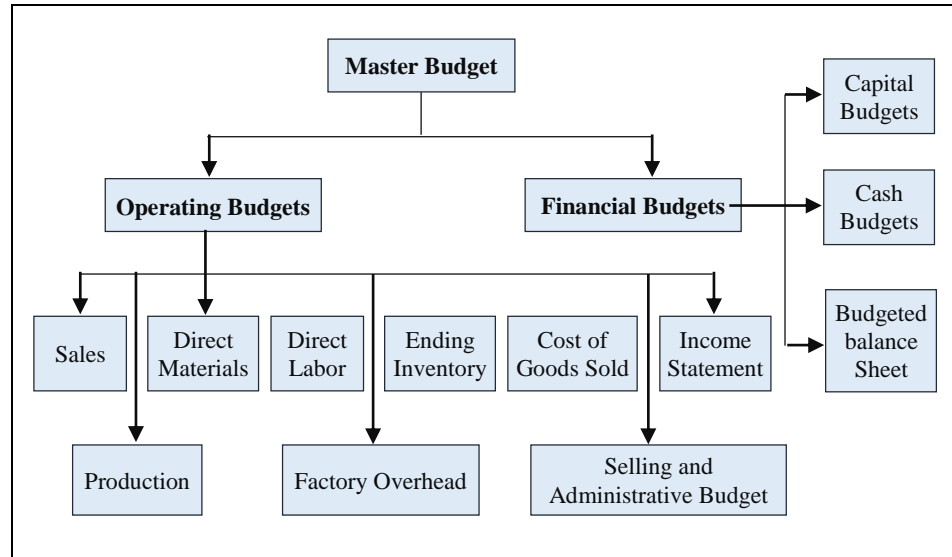 Master Budget
Capital
Budgets
Operating Budgets
Financial Budgets
Cash
Budgets
Sales
Direct
Materials
Direct
Labor
Ending
Inventory
Cost of
Goods Sold
Income
Statement
Budgeted
balance
Sheet
Production
Factory Overhead
Selling and
Administrative Budget